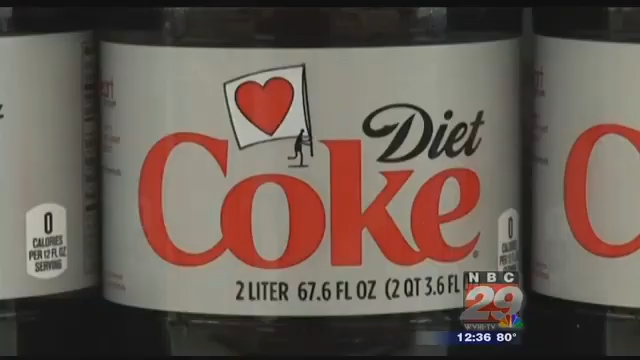 Diet
Coke
0
CALORIES
PER 12 FL OZ
SERVING
0
2 LITER 67.6 FL OZ (2 QT 3.6 FL
NBC
29
12:36 80°